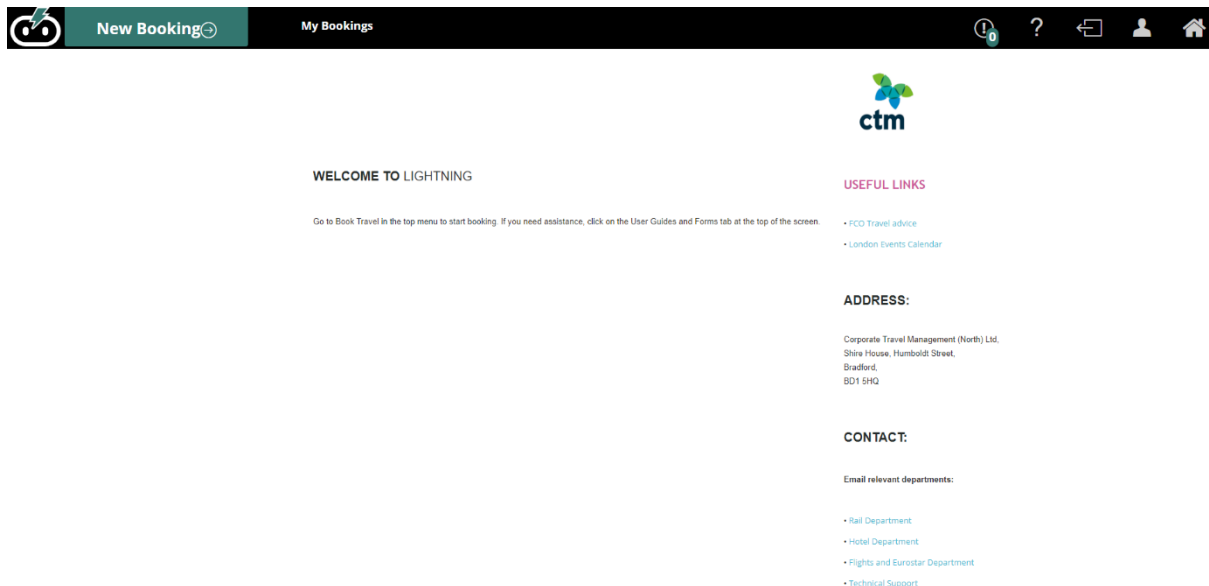 New Booking
My Bookings
0
?
ctm
WELCOME TO LIGHTNING
Go to Book Travel in the top menu to start booking. If you need assistance, click on the User Guides and Forms tab at the top of the screen.
USEFUL LINKS
• FCO Travel advice
• London Events Calendar
ADDRESS:
Corporate Travel Management (North) Ltd,
Shire House, Humboldt Street,
Bradford,
BD1 5HQ
CONTACT:
Email relevant departments:
• Rail Department
• Hotel Department
• Flights and Eurostar Department
• Technical Support